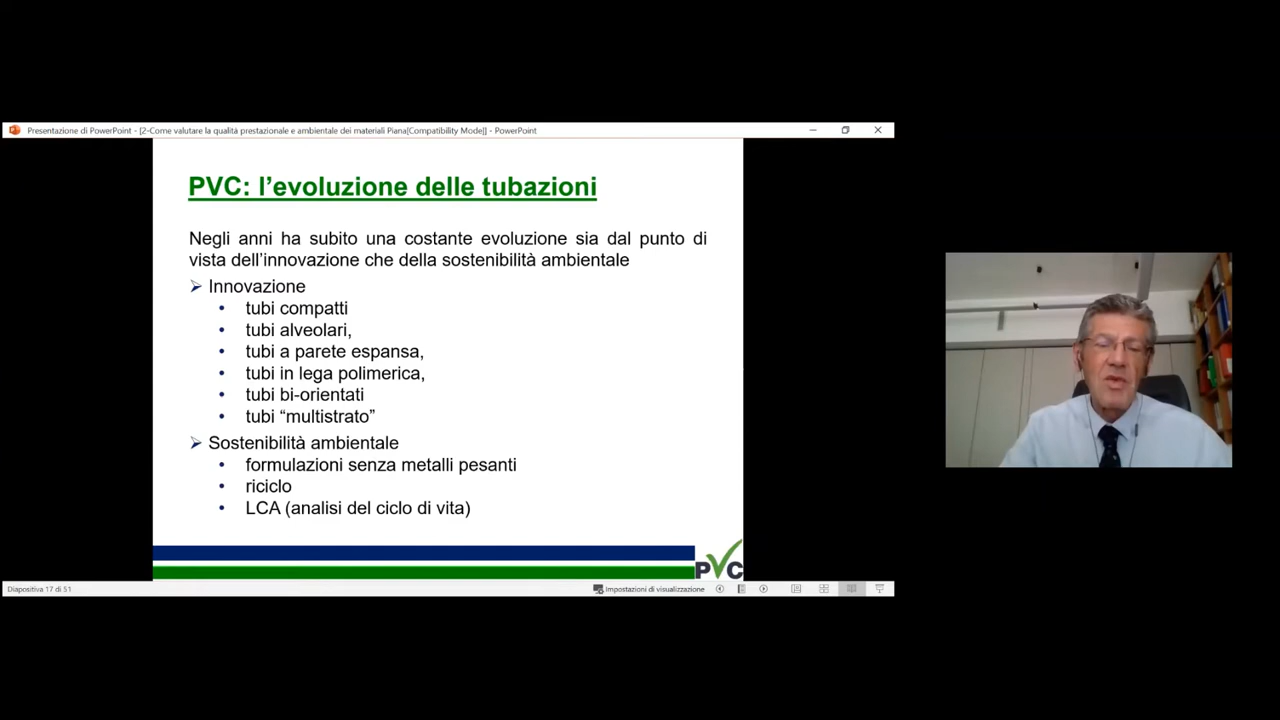 Presentazione di PowerPoint - [2-Come valutare la qualità prestazionale e ambientale dei materiali Piana[Compatibility Mode]] - PowerPoint
PVC: l’evoluzione delle tubazioni
Negli anni ha subito una costante evoluzione sia dal punto di
vista dell’innovazione che della sostenibilità ambientale
Innovazione
• tubi compatti
• tubi alveolari,
• tubi a parete espansa,
• tubi in lega polimerica,
• tubi bi-orientati
• tubi “multistrato”
Sostenibilità ambientale
• formulazioni senza metalli pesanti
• riciclo
• LCA (analisi del ciclo di vita)
PVC
Diapositiva 17 di 51
Impostazioni di visualizzazione